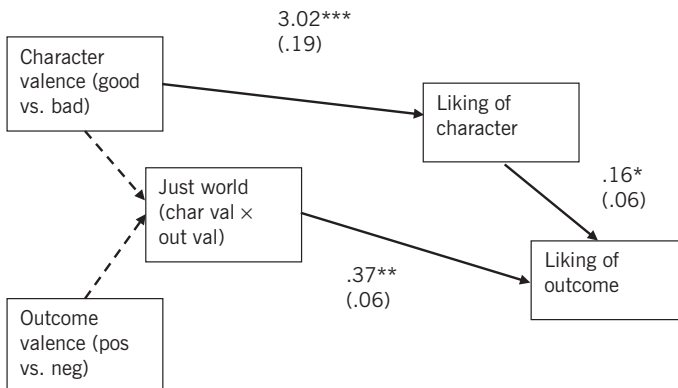 3.02***
(.19)
Character
valence (good
vs. bad)
Liking of
character
Just world
(char val ×
out val)
.16*
(.06)
.37**
(.06)
Liking of
outcome
Outcome
valence (pos
vs. neg)